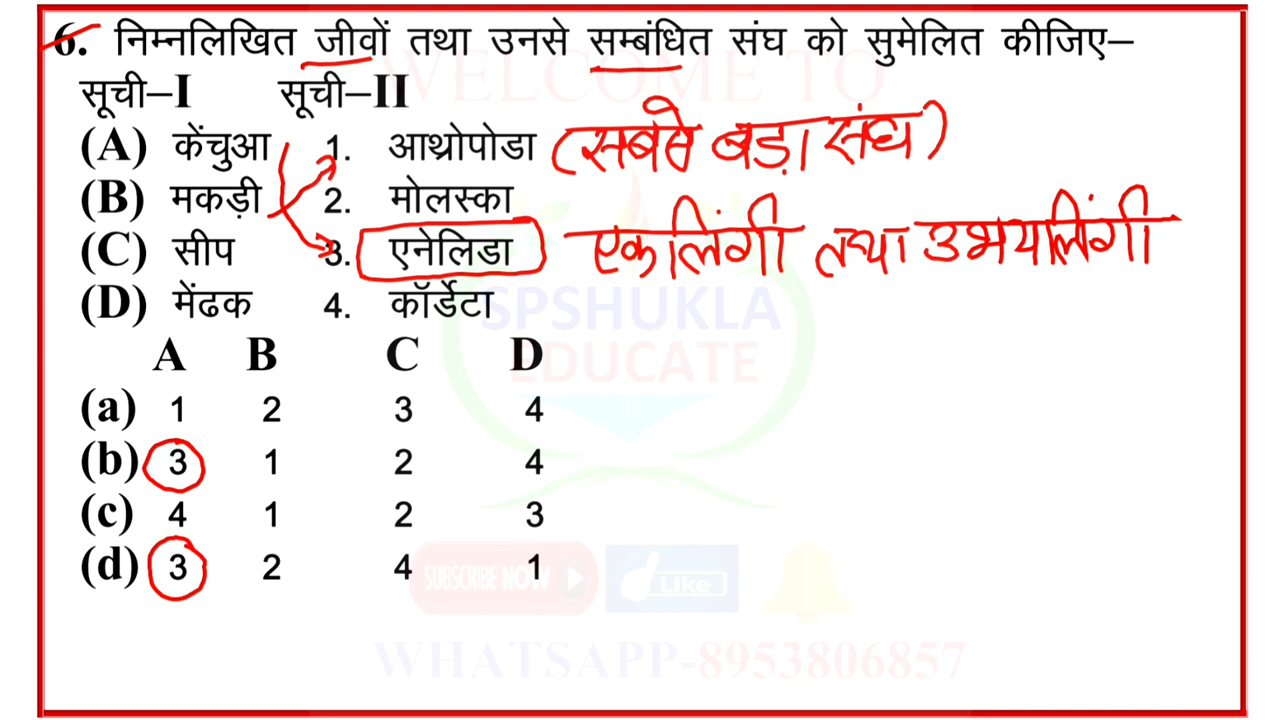 WELCOME TO
6. निम्नलिखित जीवों तथा उनसे सम्बंधित संघ को सुमेलित कीजिए–
सूची–I सूची–II
(A) केंचुआ 1. आथ्रोपोडा (सबसे बड़ा संघ)
(B) मकड़ी 2. मोलस्का
(C) सीप 3. एनेलिडा एकलिंगी तथा उभयलिंगी
(D) मेंढक 4. कॉर्डेटा
SPSHUKLA
EDUCATE
A B C D
(a) 1 2 3 4
(b) 3 1 2 4
(c) 4 1 2 3
(d) 3 2 4 1
SUBSCRIBE NOW Like
WHATSAPP-8953806857